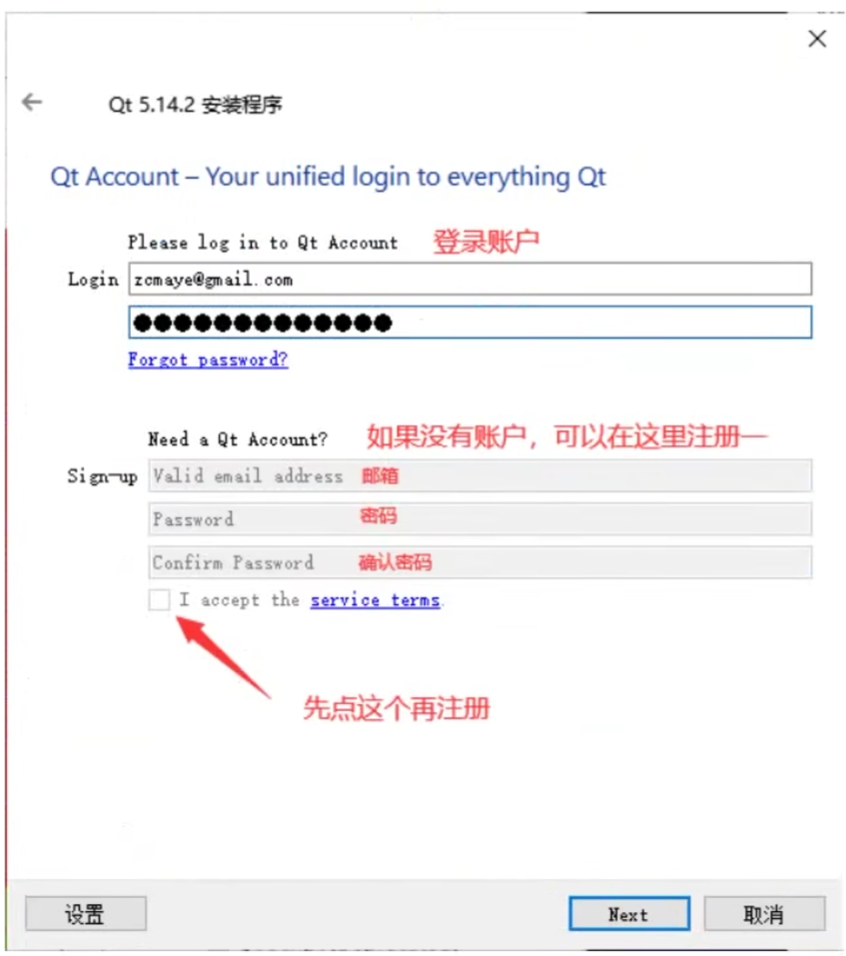 Qt 5.14.2 安装程序
Qt Account – Your unified login to everything Qt
Please log in to Qt Account 登录账户
Login zcmaye@gmail.com
●●●●●●●●●●●●●
Forgot password?
Need a Qt Account? 如果没有账户，可以在这里注册一
Sign-up Valid email address 邮箱
Password 密码
Confirm Password 确认密码
I accept the service terms.
先点这个再注册
设置 Next 取消